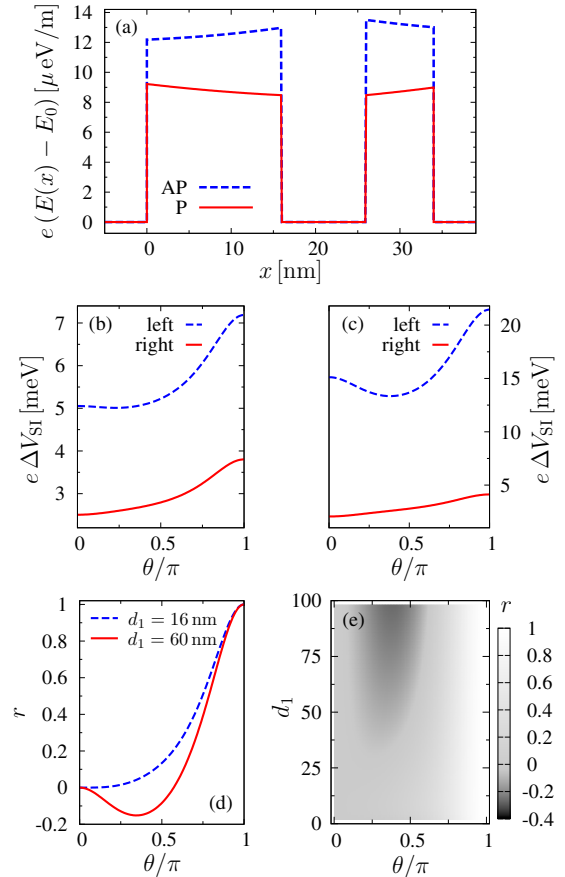 (a)
e (E(x) − E₀) [μ eV/m]
14
12
10
8
6
4
2
0
AP
P
0 10 20 30
x [nm]
(b)
left
right
e ΔV_SI [meV]
7
6
5
4
3
0 0.5 1
θ/π
(c)
left
right
20
15
10
5
e ΔV_SI [meV]
0 0.5 1
θ/π
(d)
d₁ = 16 nm
d₁ = 60 nm
r
1
0.8
0.6
0.4
0.2
0
-0.2
0 0.5 1
θ/π
(e)
d₁
100
75
50
25
0
0 0.5 1
θ/π
r
1
0.8
0.6
0.4
0.2
0
-0.2
-0.4